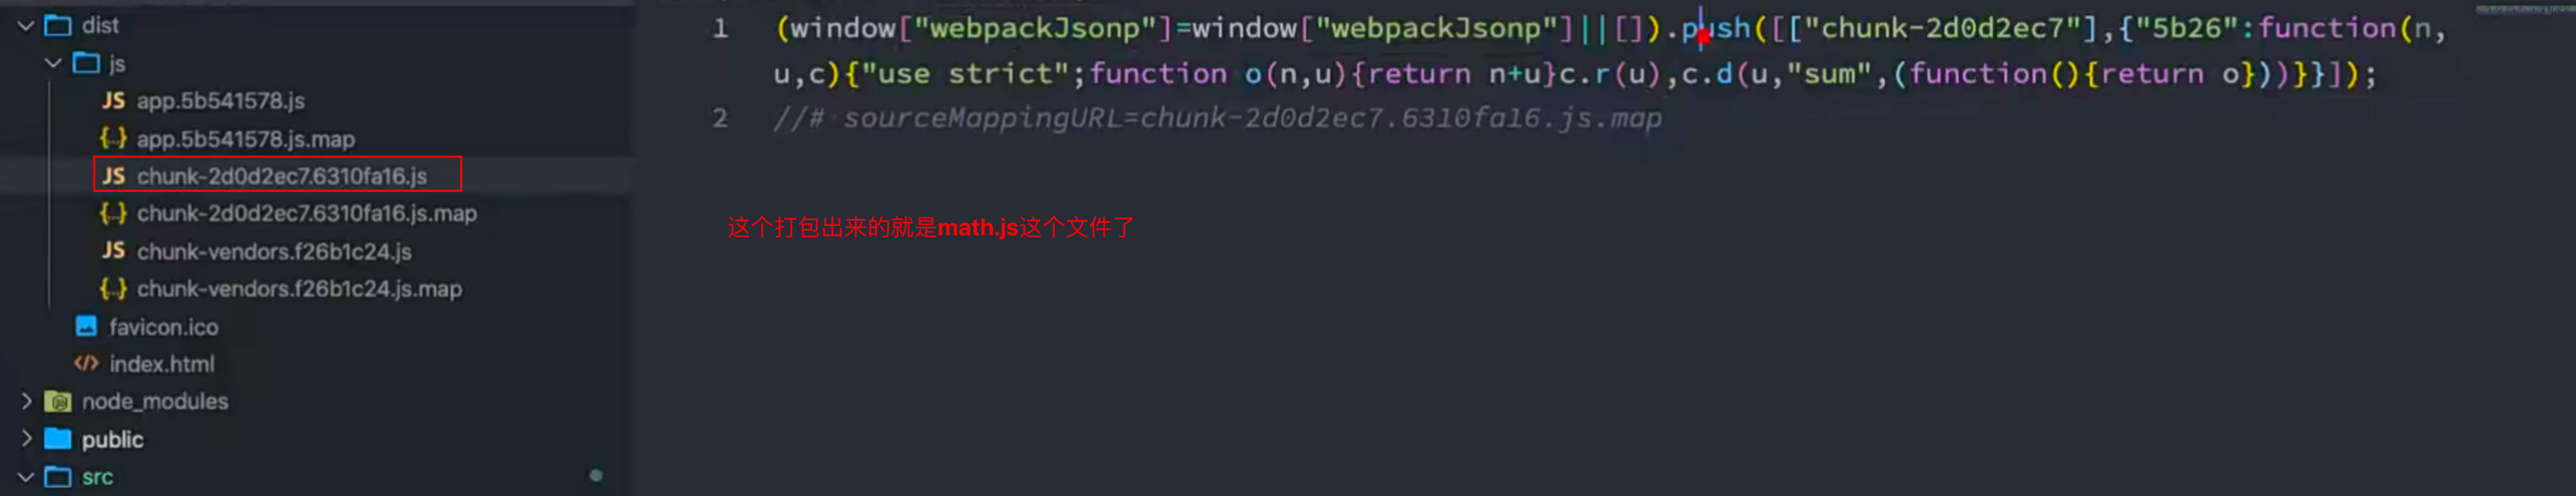 dist
js
JS app.5b541578.js
{..} app.5b541578.js.map
JS chunk-2d0d2ec7.6310fa16.js
{..} chunk-2d0d2ec7.6310fa16.js.map
JS chunk-vendors.f26b1c24.js
{..} chunk-vendors.f26b1c24.js.map
favicon.ico
</> index.html
node_modules
public
src
1 (window["webpackJsonp"]=window["webpackJsonp"]||[]).push([["chunk-2d0d2ec7"],{"5b26":function(n,
u,c){"use strict";function o(n,u){return n+u}c.r(u),c.d(u,"sum",(function(){return o}))}}]);
2 //# sourceMappingURL=chunk-2d0d2ec7.6310fa16.js.map
这个打包出来的就是math.js这个文件了